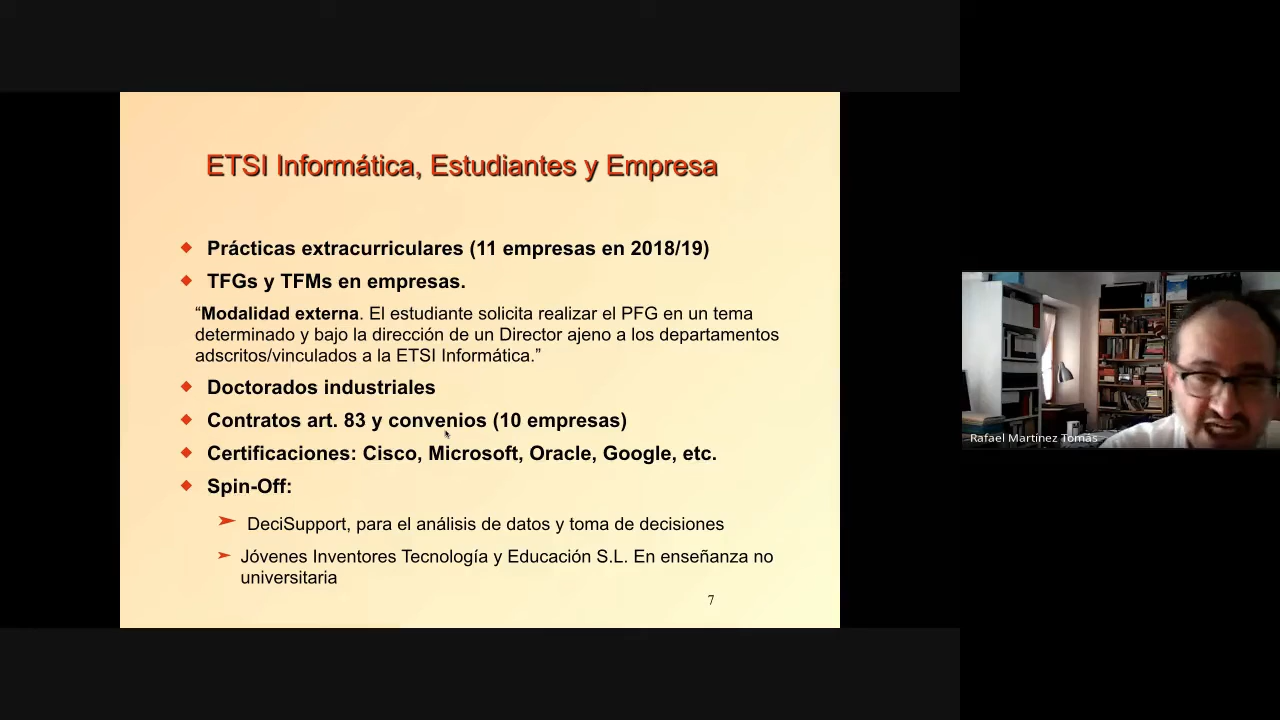 ETSI Informática, Estudiantes y Empresa
Prácticas extracurriculares (11 empresas en 2018/19)
TFGs y TFMs en empresas.
“Modalidad externa. El estudiante solicita realizar el PFG en un tema
determinado y bajo la dirección de un Director ajeno a los departamentos
adscritos/vinculados a la ETSI Informática.”
Doctorados industriales
Contratos art. 83 y convenios (10 empresas)
Certificaciones: Cisco, Microsoft, Oracle, Google, etc.
Spin-Off:
DeciSupport, para el análisis de datos y toma de decisiones
Jóvenes Inventores Tecnología y Educación S.L. En enseñanza no
universitaria
7
Rafael Martínez Tomás